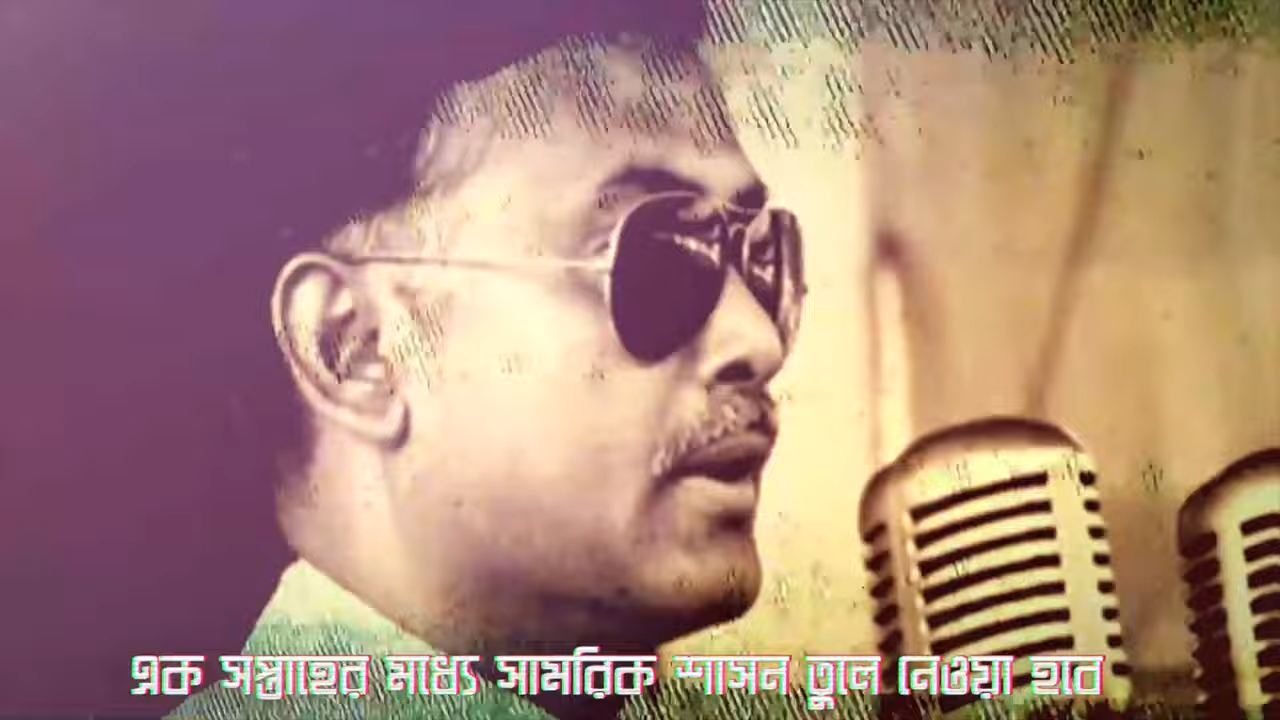 এক সপ্তাহের মধ্যে সামরিক শাসন তুলে নেওয়া হবে